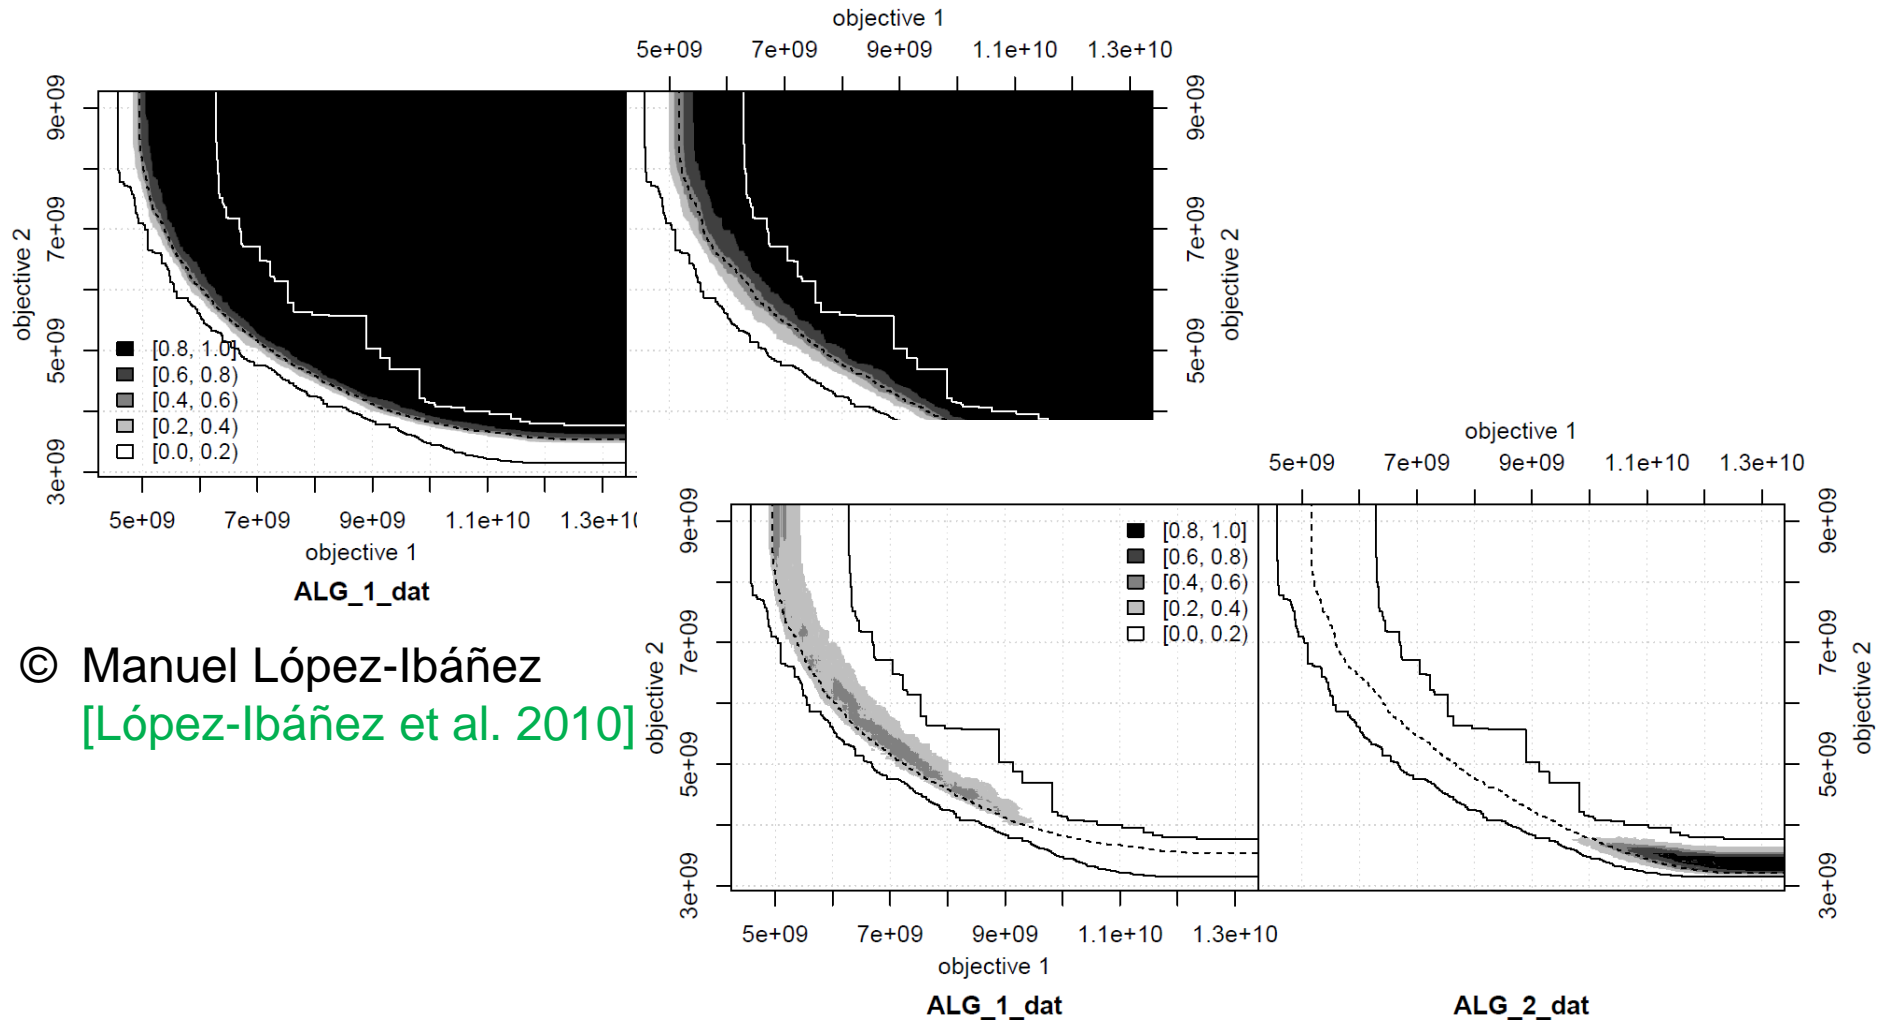 objective 1
5e+09 7e+09 9e+09 1.1e+10 1.3e+10
9e+09
7e+09
5e+09
3e+09
objective 2
[0.8, 1.0]
[0.6, 0.8)
[0.4, 0.6)
[0.2, 0.4)
[0.0, 0.2)
5e+09 7e+09 9e+09 1.1e+10 1.3e+10
objective 1
ALG_1_dat
9e+09
7e+09
5e+09
objective 2
© Manuel López-Ibáñez
[López-Ibáñez et al. 2010]
objective 1
5e+09 7e+09 9e+09 1.1e+10 1.3e+10
9e+09
7e+09
5e+09
3e+09
objective 2
[0.8, 1.0]
[0.6, 0.8)
[0.4, 0.6)
[0.2, 0.4)
[0.0, 0.2)
5e+09 7e+09 9e+09 1.1e+10 1.3e+10
objective 1
ALG_1_dat
9e+09
7e+09
5e+09
3e+09
objective 2
ALG_2_dat